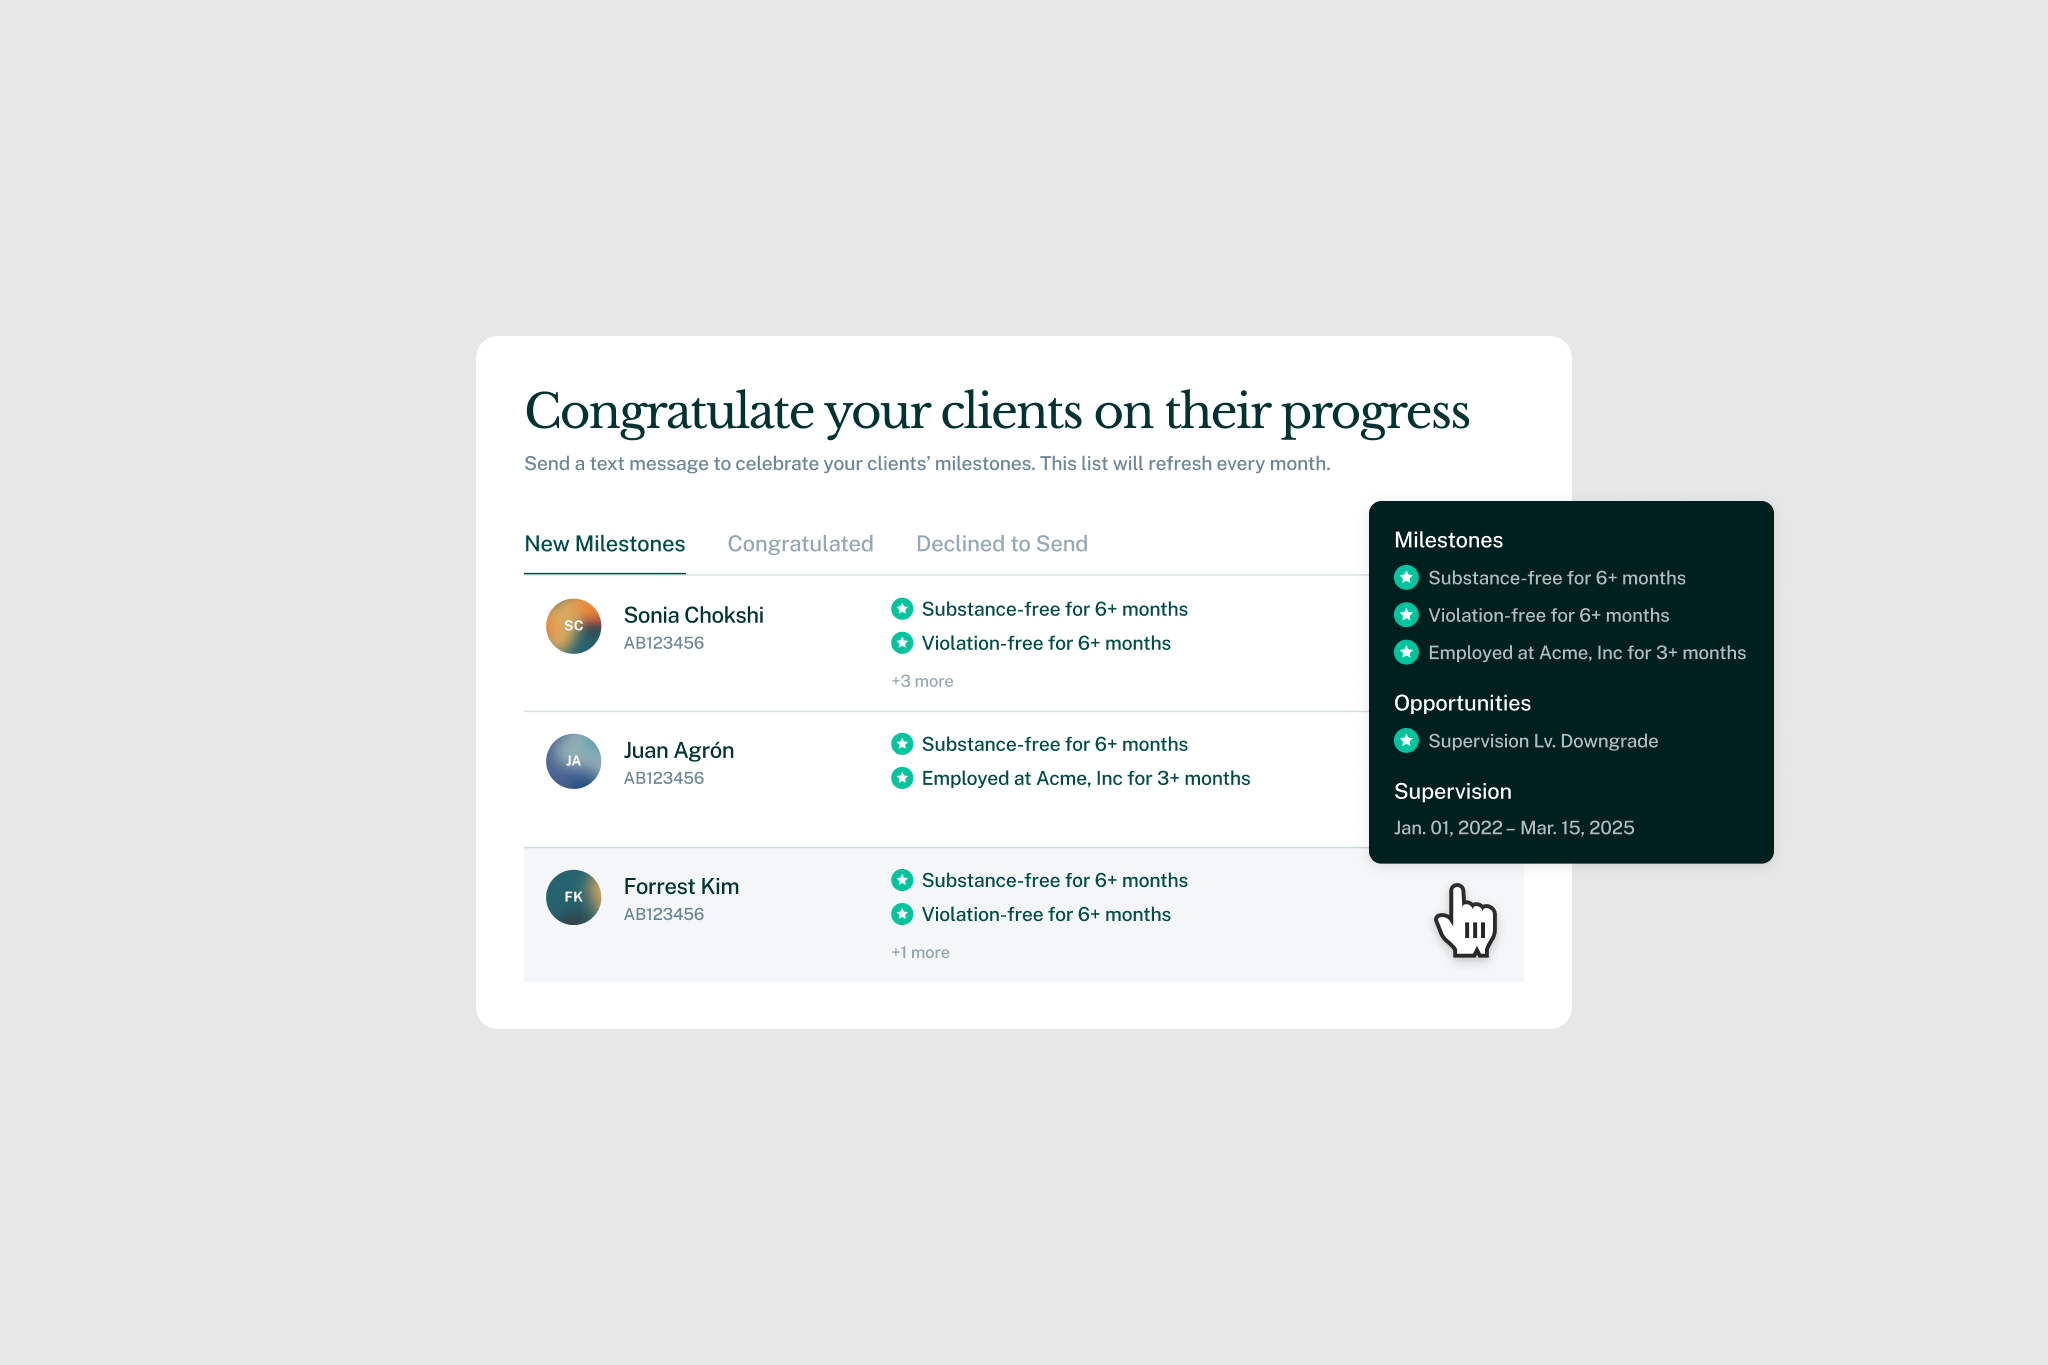 Congratulate your clients on their progress
Send a text message to celebrate your clients’ milestones. This list will refresh every month.
New Milestones
Congratulated
Declined to Send
SC
Sonia Chokshi
AB123456
Substance-free for 6+ months
Violation-free for 6+ months
+3 more
JA
Juan Agrón
AB123456
Substance-free for 6+ months
Employed at Acme, Inc for 3+ months
FK
Forrest Kim
AB123456
Substance-free for 6+ months
Violation-free for 6+ months
+1 more
Milestones
Substance-free for 6+ months
Violation-free for 6+ months
Employed at Acme, Inc for 3+ months
Opportunities
Supervision Lv. Downgrade
Supervision
Jan. 01, 2022 – Mar. 15, 2025